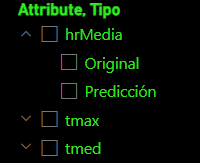 Attribute, Tipo
hrMedia
Original
Predicción
tmax
tmed